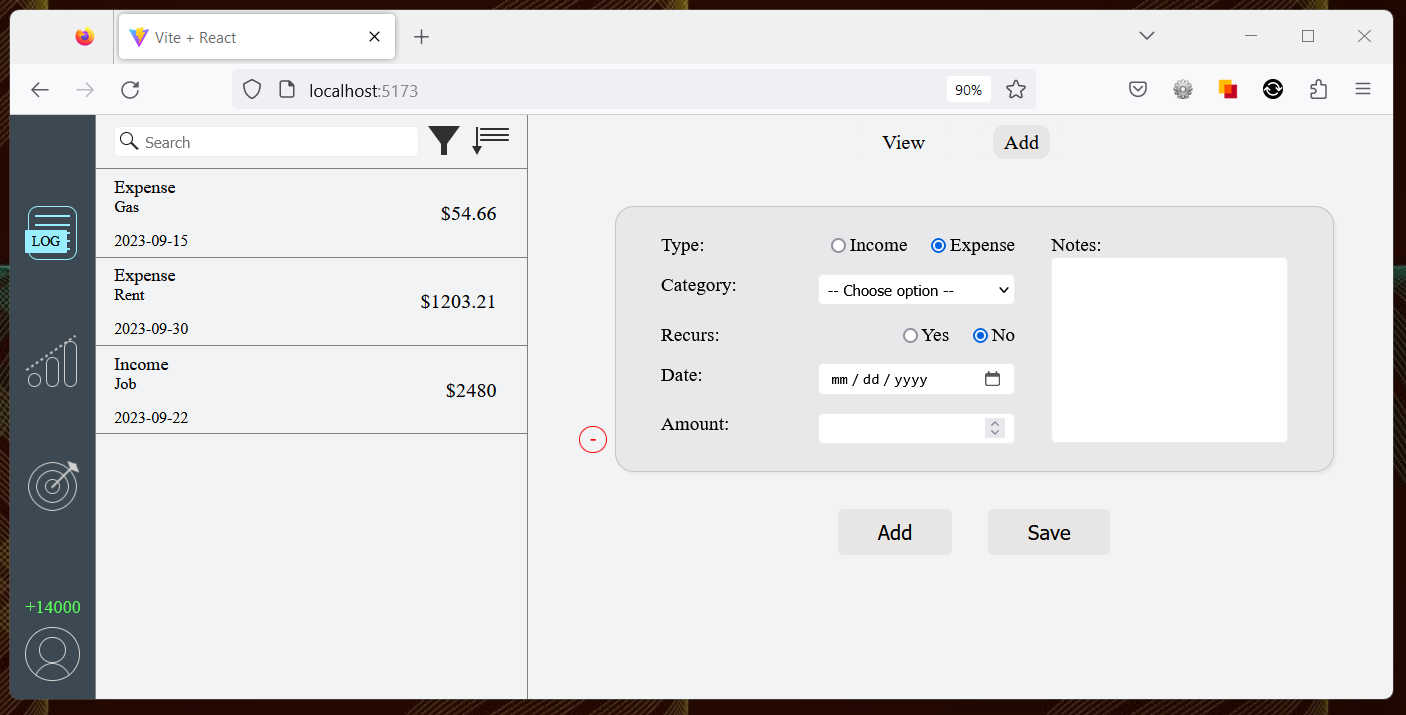 Vite + React
localhost:5173
90%
Search
View
Add
Expense
Gas
$54.66
2023-09-15
Expense
Rent
$1203.21
2023-09-30
Income
Job
$2480
2023-09-22
LOG
+14000
Type:
Income
Expense
Notes:
Category:
-- Choose option --
Recurs:
Yes
No
Date:
mm / dd / yyyy
Amount:
-
Add
Save